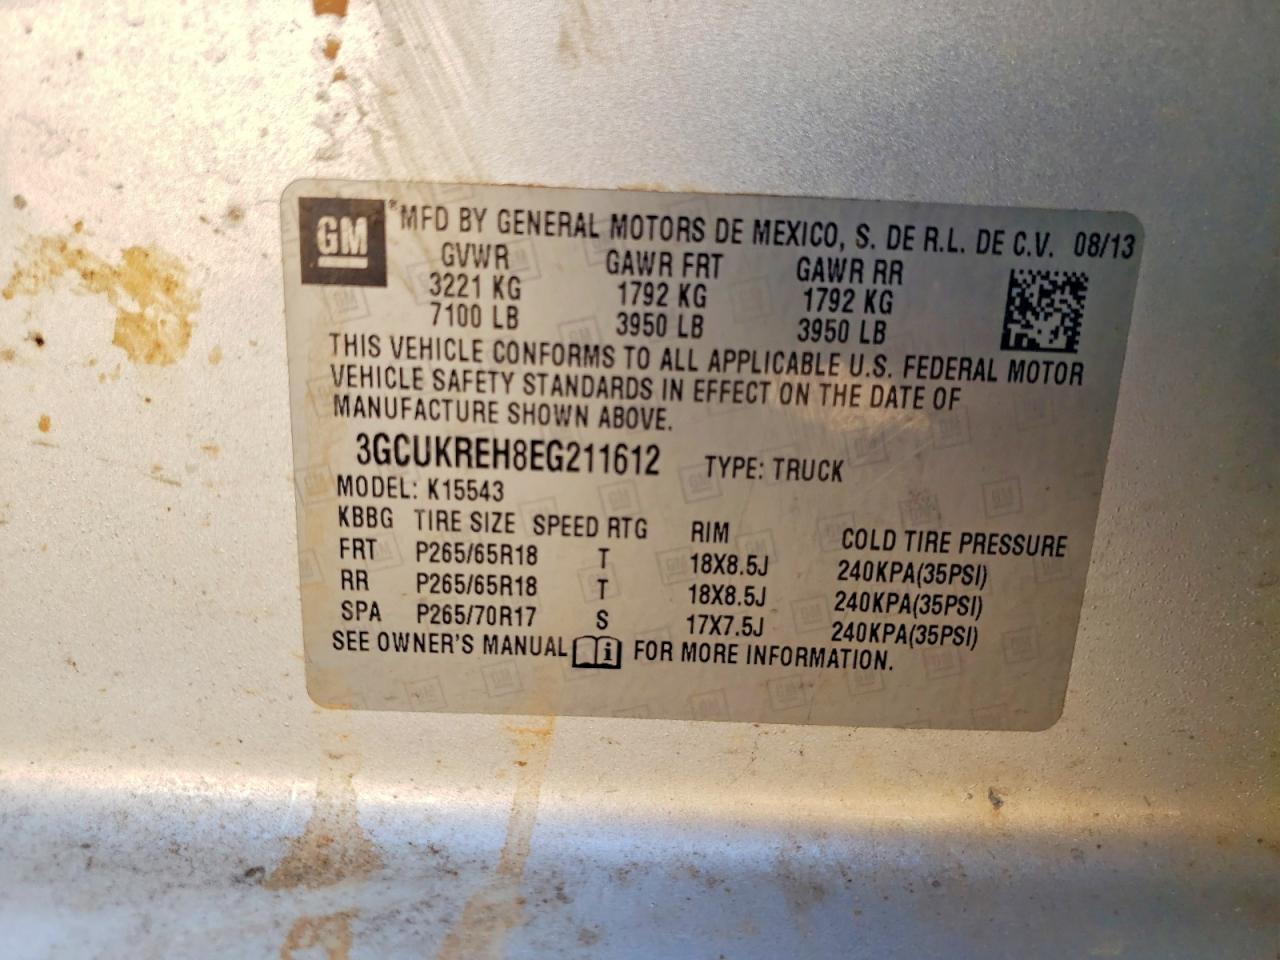 GM ® MFD BY GENERAL MOTORS DE MEXICO, S. DE R.L. DE C.V. 08/13
GVWR GAWR FRT GAWR RR
3221 KG 1792 KG 1792 KG
7100 LB 3950 LB 3950 LB
THIS VEHICLE CONFORMS TO ALL APPLICABLE U.S. FEDERAL MOTOR
VEHICLE SAFETY STANDARDS IN EFFECT ON THE DATE OF
MANUFACTURE SHOWN ABOVE.
3GCUKREH8EG211612 TYPE: TRUCK
MODEL: K15543
KBBG TIRE SIZE SPEED RTG RIM COLD TIRE PRESSURE
FRT P265/65R18 T 18X8.5J 240KPA(35PSI)
RR P265/65R18 T 18X8.5J 240KPA(35PSI)
SPA P265/70R17 S 17X7.5J 240KPA(35PSI)
SEE OWNER'S MANUAL i FOR MORE INFORMATION.